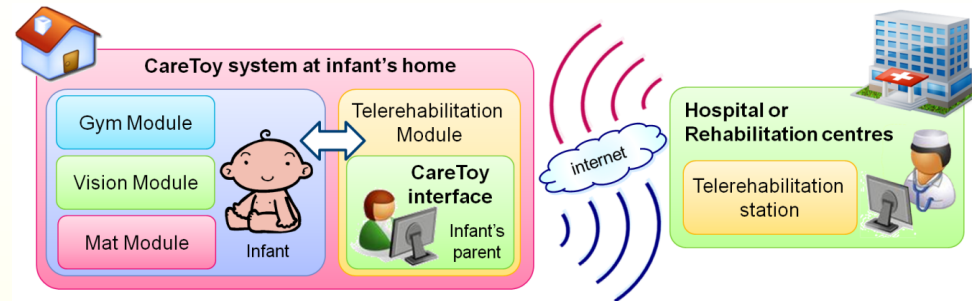 CareToy system at infant's home
Gym Module
Vision Module
Mat Module
Infant
Telerehabilitation
Module
CareToy
interface
Infant's
parent
internet
Hospital or
Rehabilitation centres
Telerehabilitation
station